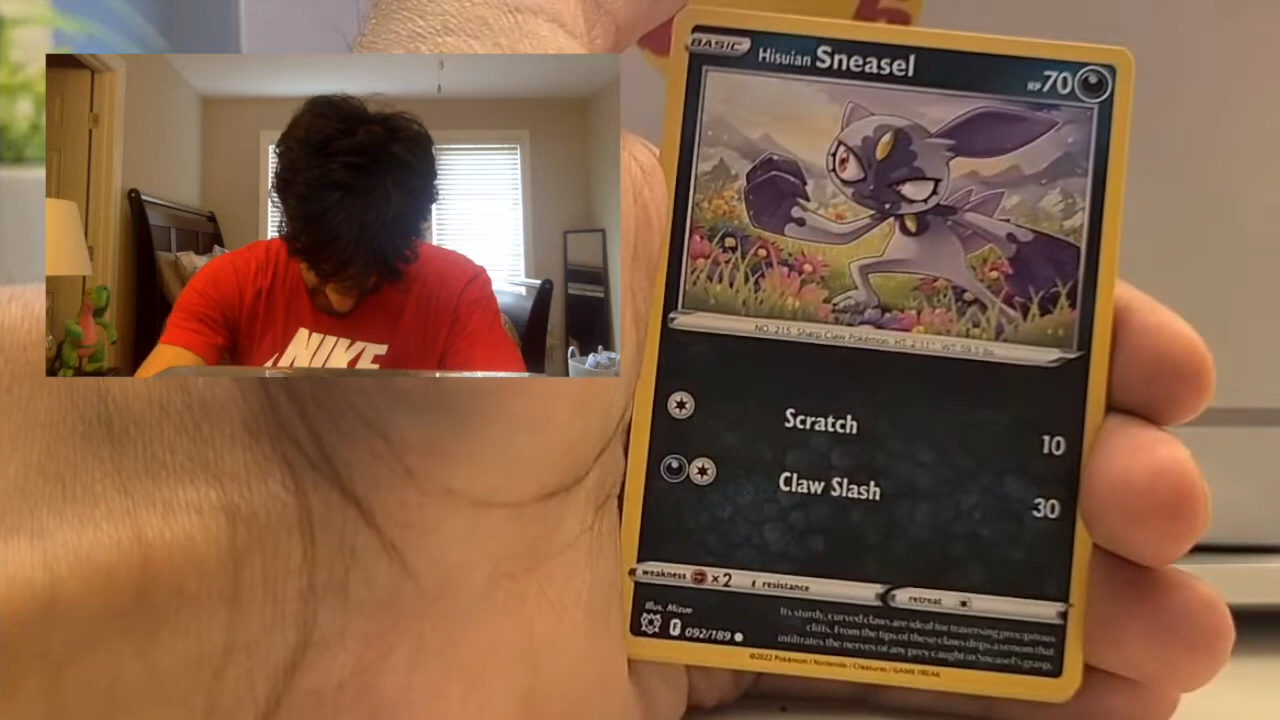 BASIC
Hisuian Sneasel
HP 70
NIKE
NO. 215 Sharp Claw Pokémon HT: 2'11" WT: 59.5 lbs.
Scratch 10
Claw Slash 30
weakness ×2 resistance retreat
Illus. Mizue
F 092/189
Its sturdy, curved claws are ideal for traversing precipitous
cliffs. From the tips of these claws drips a venom that
infiltrates the nerves of any prey caught in Sneasel's grasp.
©2022 Pokémon / Nintendo / Creatures / GAME FREAK